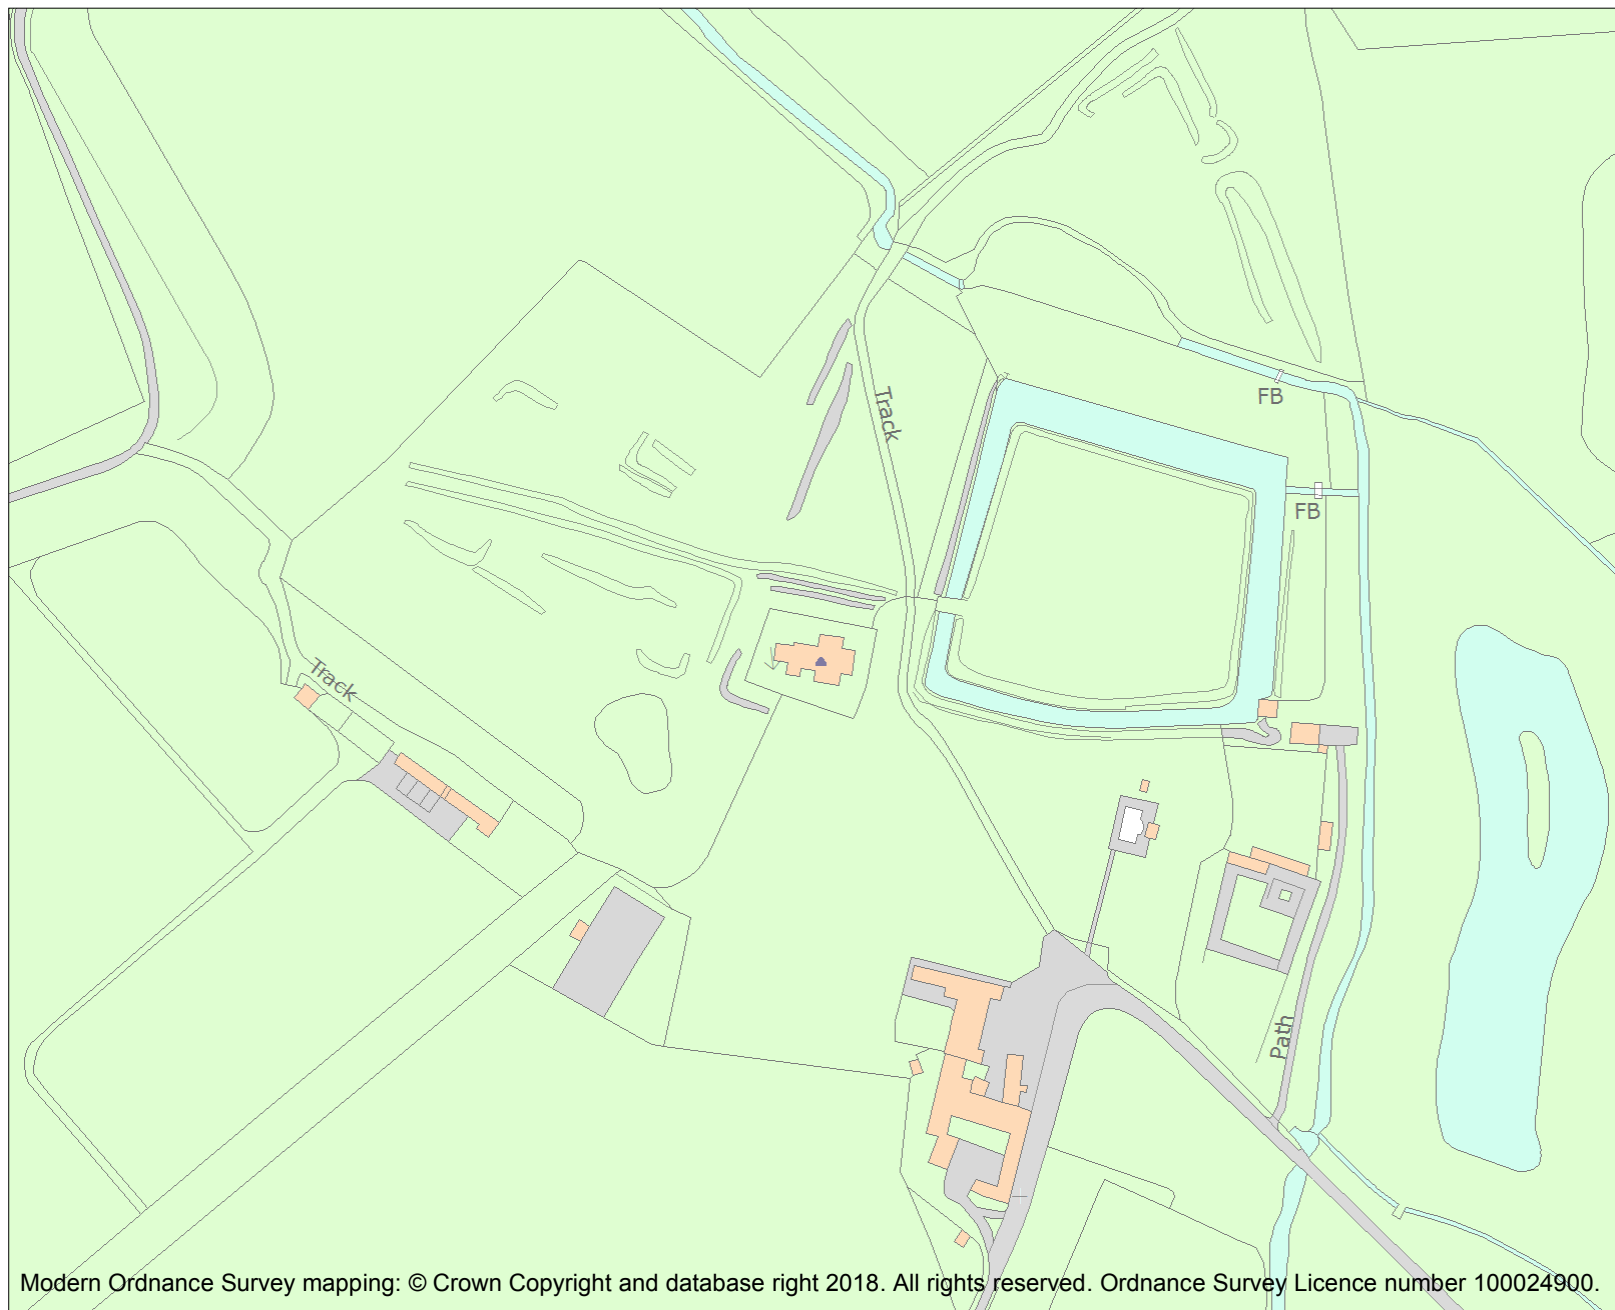 Track
FB
FB
Track
Path
Modern Ordnance Survey mapping: © Crown Copyright and database right 2018. All rights reserved. Ordnance Survey Licence number 100024900.